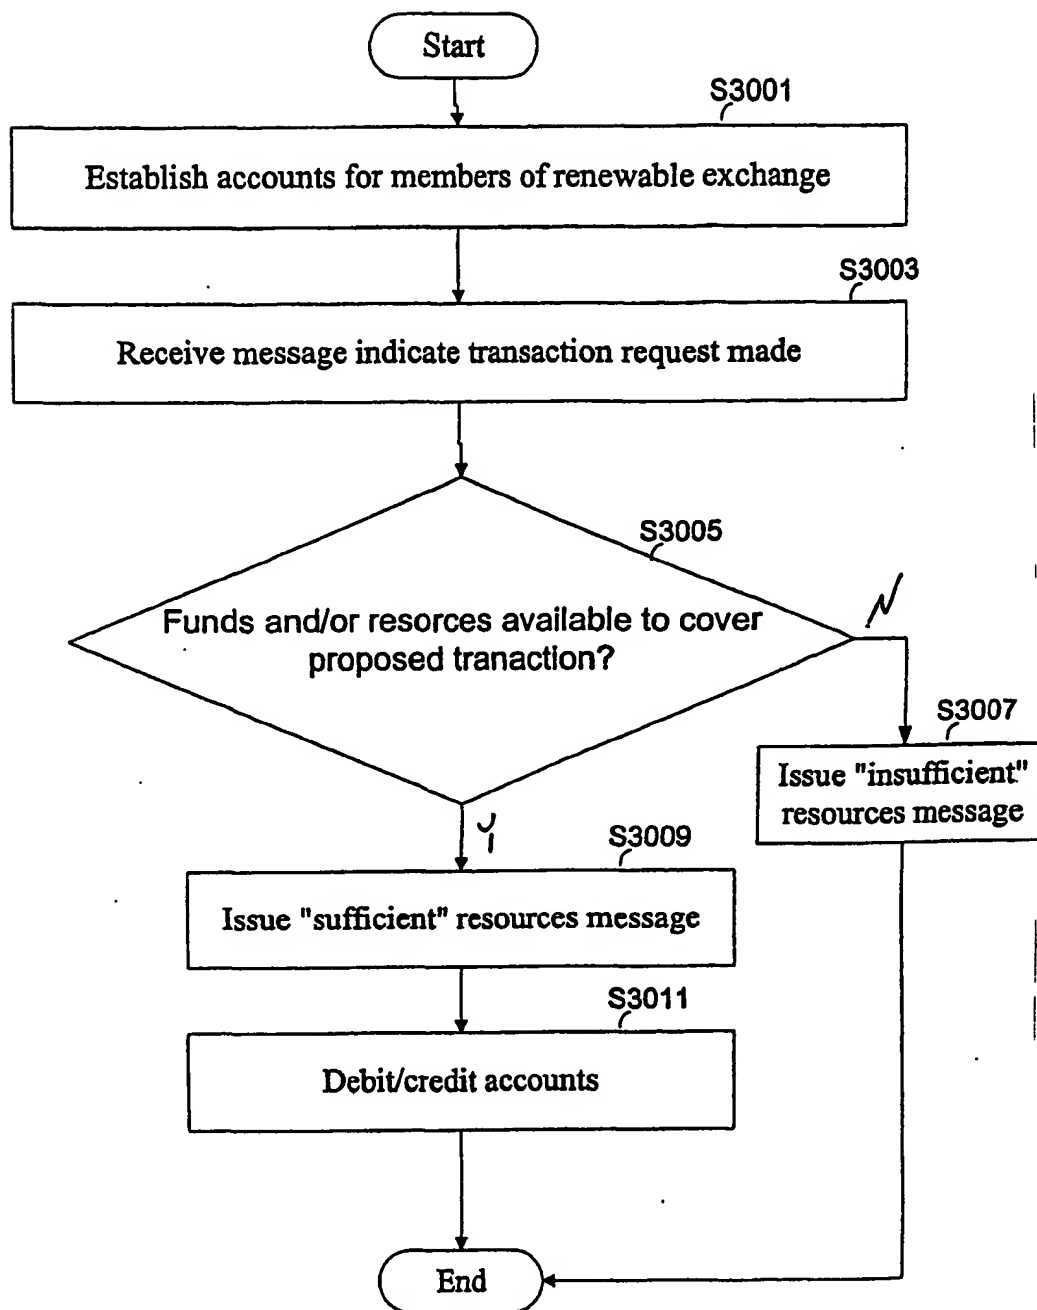 Start
S3001
Establish accounts for members of renewable exchange
S3003
Receive message indicate transaction request made
S3005
Funds and/or resorces available to cover
proposed tranaction?
N
S3007
Issue "insufficient"
resources message
Y
S3009
Issue "sufficient" resources message
S3011
Debit/credit accounts
End